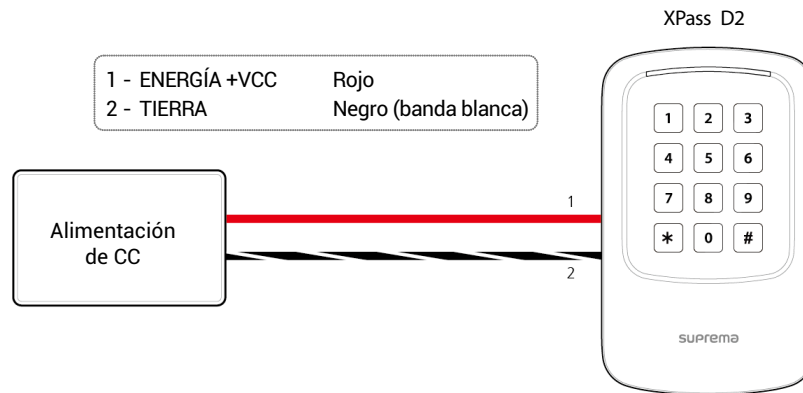 XPass D2
1 - ENERGÍA +VCC Rojo
2 - TIERRA Negro (banda blanca)
1 2 3
4 5 6
7 8 9
* 0 #
1
Alimentación
de CC
2
suprema